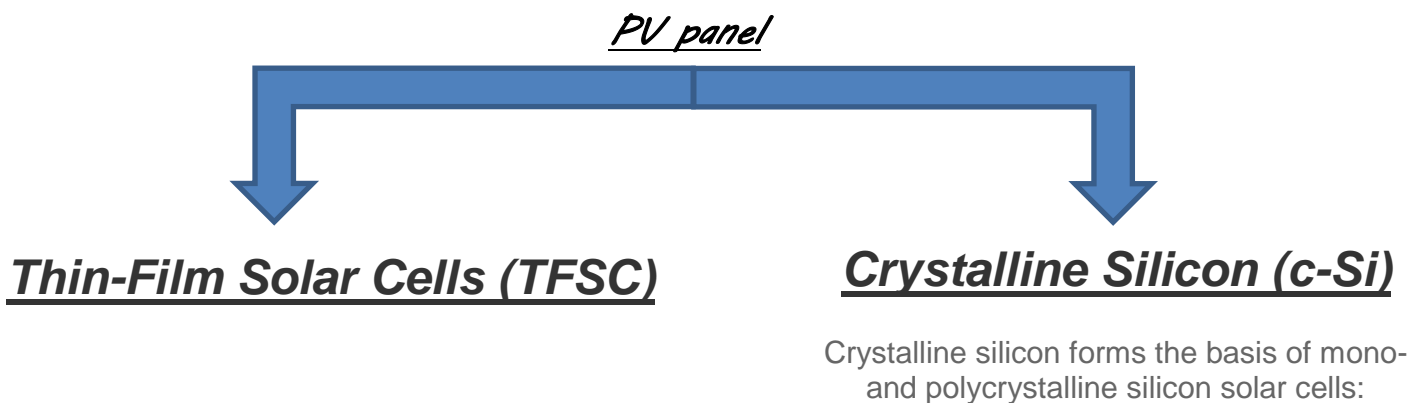 PV panel
Thin-Film Solar Cells (TFSC)
Crystalline Silicon (c-Si)
Crystalline silicon forms the basis of mono-
and polycrystalline silicon solar cells: